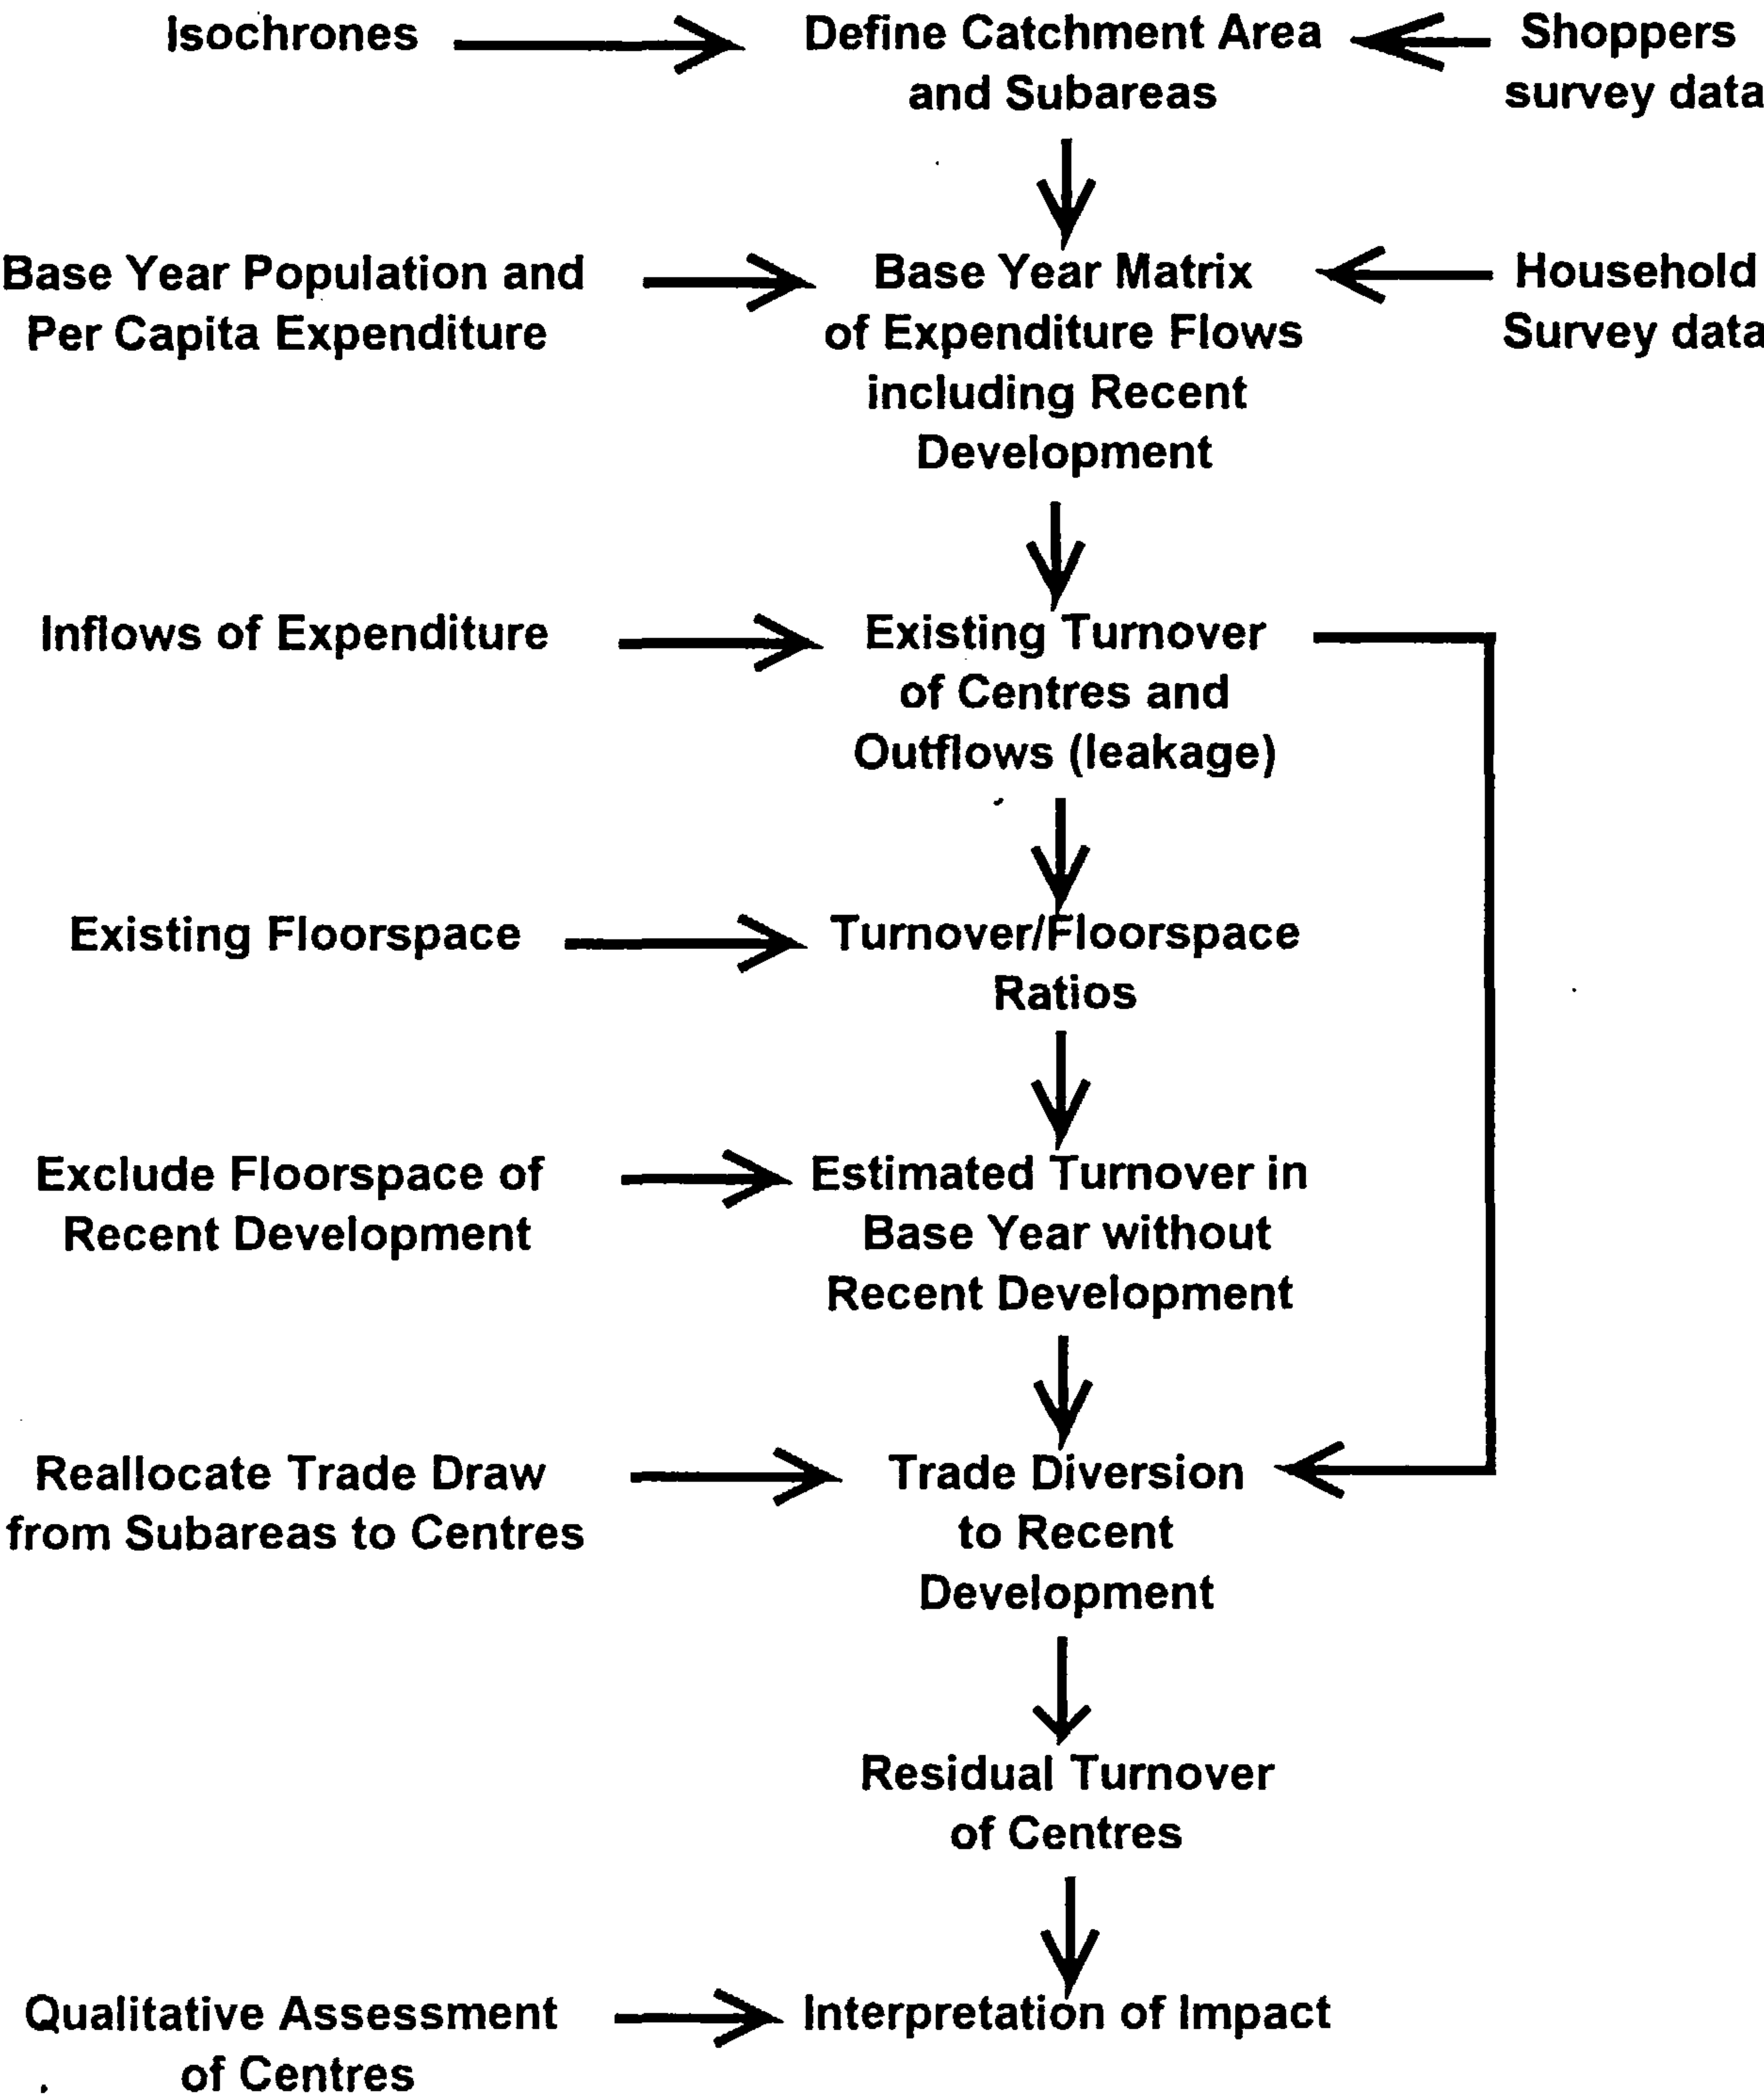 Isochrones
Define Catchment Area
and Subareas
Shoppers
survey data
Base Year Population and
Per Capita Expenditure
Base Year Matrix
of Expenditure Flows
including Recent
Development
Household
Survey data
Inflows of Expenditure
Existing Turnover
of Centres and
Outflows (leakage)
Existing Floorspace
Turnover/Floorspace
Ratios
Exclude Floorspace of
Recent Development
Estimated Turnover in
Base Year without
Recent Development
Reallocate Trade Draw
from Subareas to Centres
Trade Diversion
to Recent
Development
Residual Turnover
of Centres
Qualitative Assessment
of Centres
Interpretation of Impact